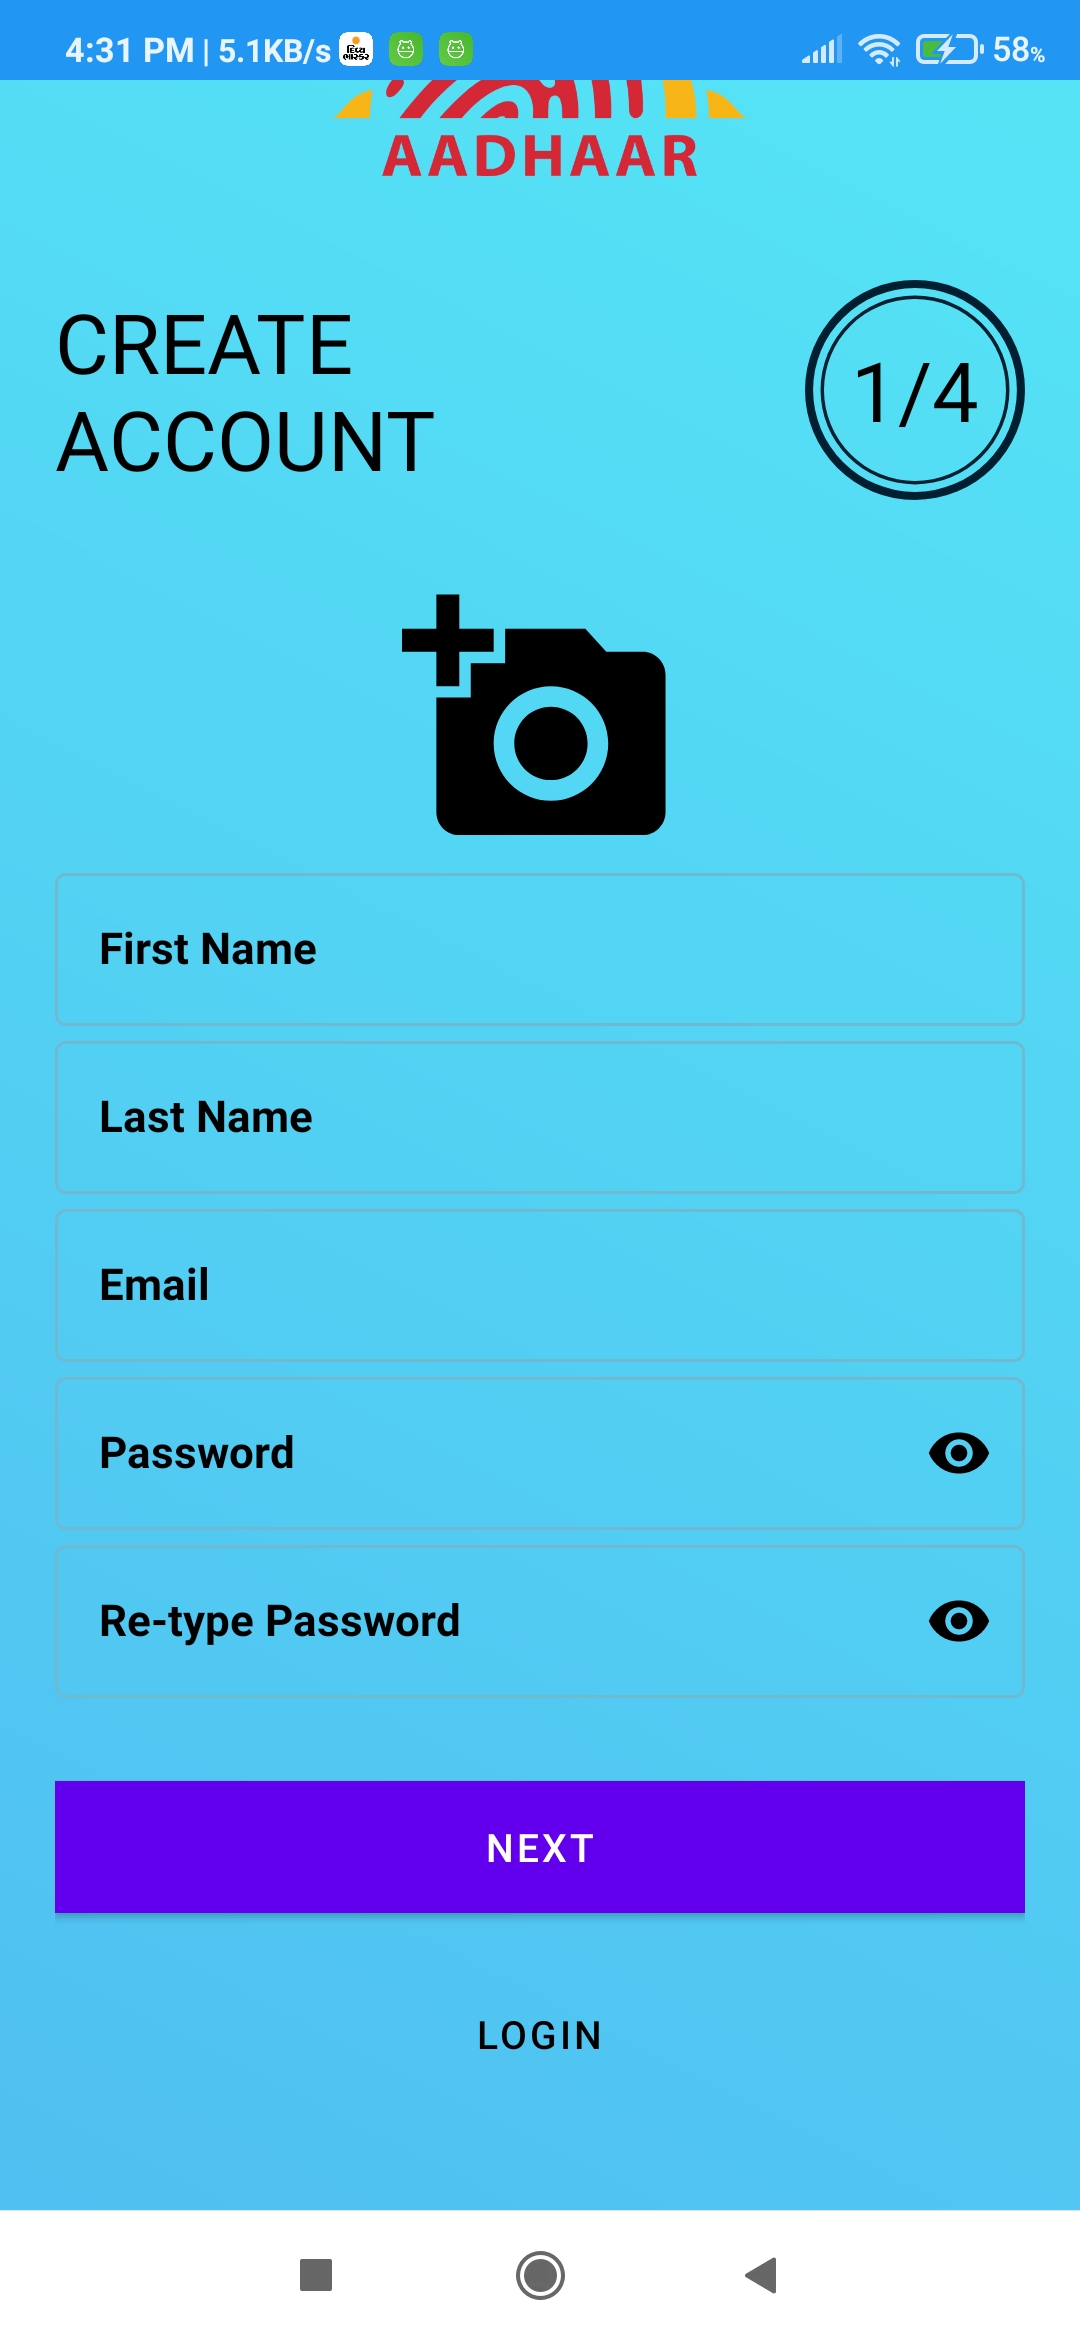 4:31 PM | 5.1KB/s
દિવ્ય
ભાસ્કર
58%
AADHAAR
CREATE
ACCOUNT
1/4
First Name
Last Name
Email
Password
Re-type Password
NEXT
LOGIN